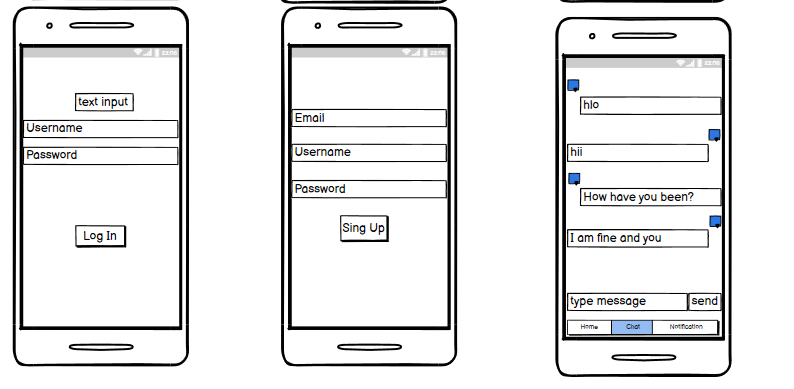 text input
Username
Password
Log In
Email
Username
Password
Sing Up
hlo
hii
How have you been?
I am fine and you
type message
send
Home
Chat
Notification